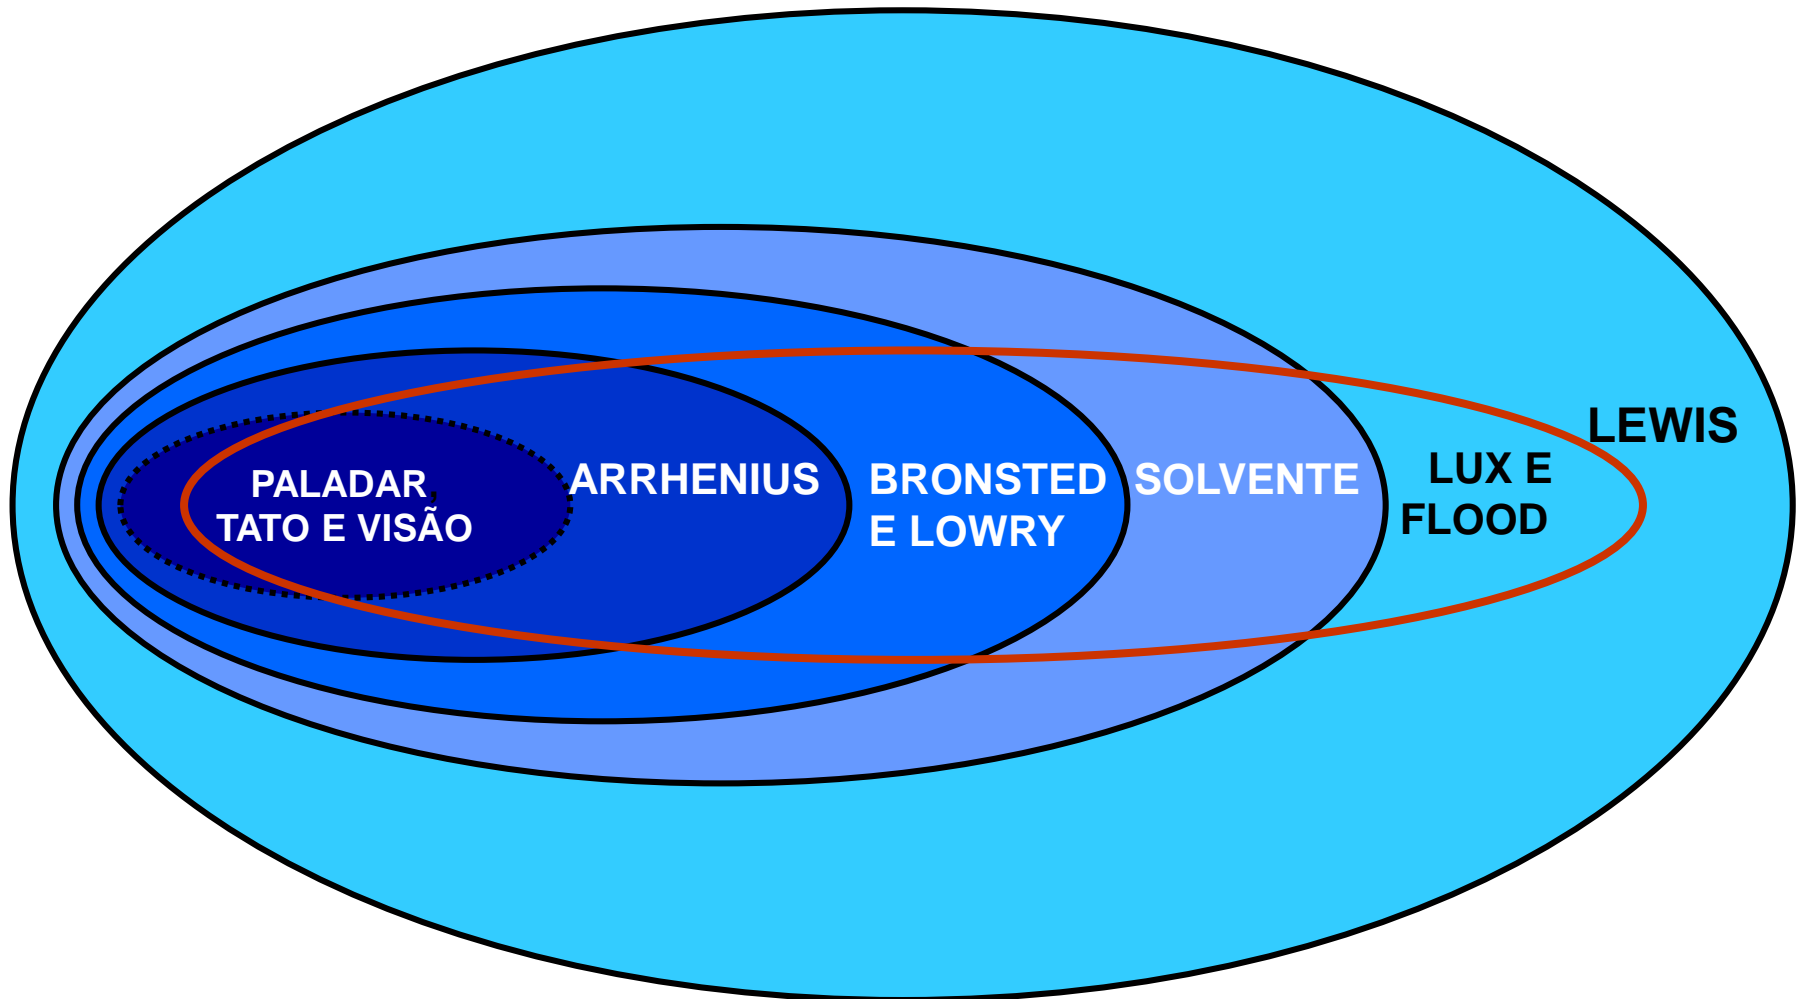 PALADAR,
TATO E VISÃO
ARRHENIUS
BRONSTED
E LOWRY
SOLVENTE
LUX E
FLOOD
LEWIS